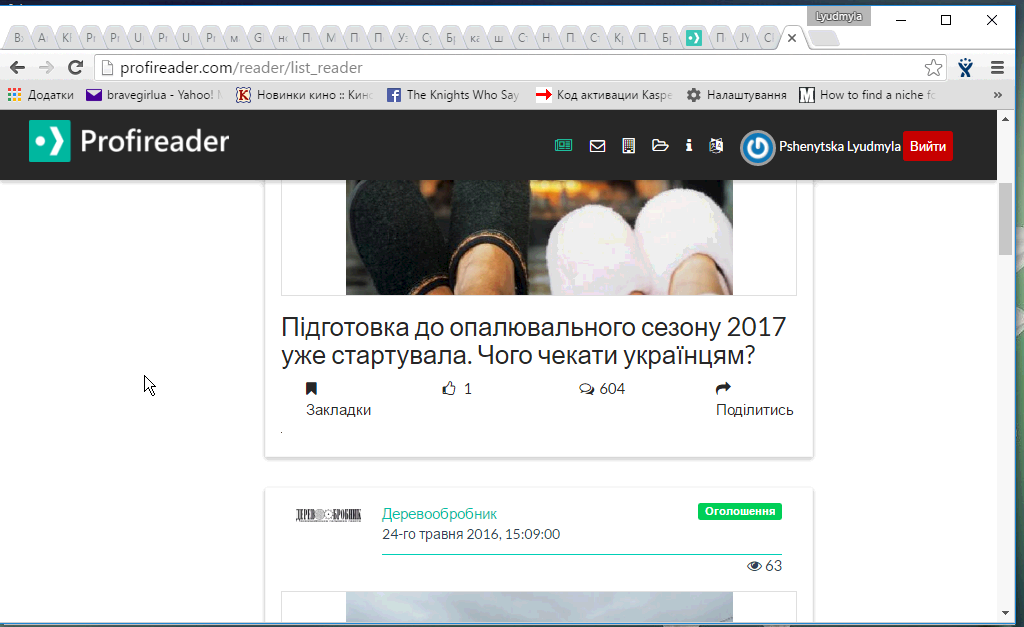 Lyudmyla
profireader.com/reader/list_reader
Додатки
bravegirlua - Yahoo!
Новинки кино :: Кин
The Knights Who Say
Код активации Kaspe
Налаштування
How to find a niche fo
»
Profireader
Pshenytska Lyudmyla
Выйти
Підготовка до опалювального сезону 2017
уже стартувала. Чого чекати українцям?
Закладки
1
604
Поділитись
.
ДЕРЕВООБРОБНИК
Деревообробник
Оголошення
24-го травня 2016, 15:09:00
63